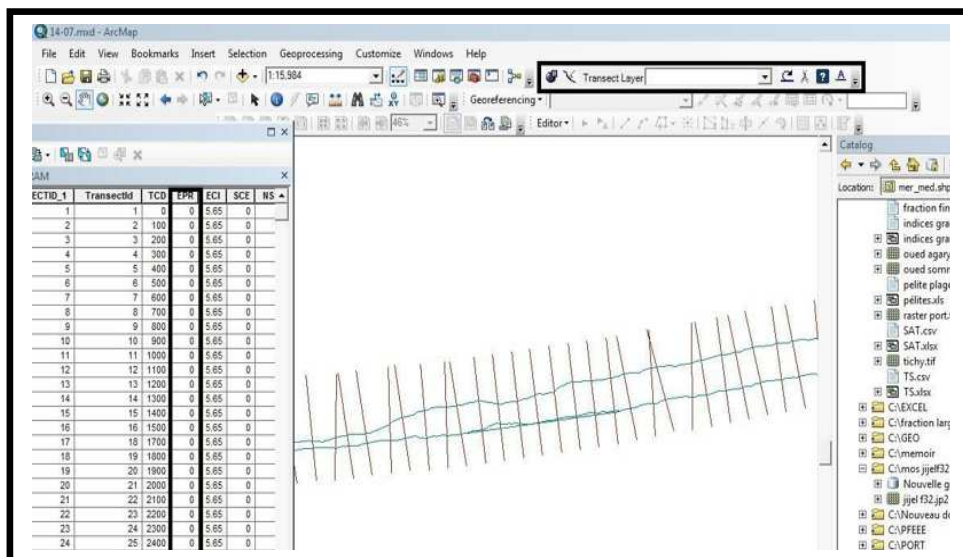 14-07.mxd - ArcMap
File Edit View Bookmarks Insert Selection Geoprocessing Customize Windows Help
1:15,984
Transect Layer
Georeferencing
46%
Editor
Catalog
Location: mer_med.shp
ECTID_1 TransectId TCD EPR ECI SCE NS
1 1 0 0 5.65 0
2 2 100 0 5.65 0
3 3 200 0 5.65 0
4 4 300 0 5.65 0
5 5 400 0 5.65 0
6 6 500 0 5.65 0
7 7 600 0 5.65 0
8 8 700 0 5.65 0
9 9 800 0 5.65 0
10 10 900 0 5.65 0
11 11 1000 0 5.65 0
12 12 1100 0 5.65 0
13 13 1200 0 5.65 0
14 14 1300 0 5.65 0
15 15 1400 0 5.65 0
16 16 1500 0 5.65 0
17 18 1700 0 5.65 0
18 19 1800 0 5.65 0
19 20 1900 0 5.65 0
20 21 2000 0 5.65 0
21 22 2100 0 5.65 0
22 23 2200 0 5.65 0
23 24 2300 0 5.65 0
24 25 2400 0 5.65 0
fraction fin
indices gra
indices gra
oued agary
oued somr
pelite plage
pélites.xls
raster port.
SAT.csv
SAT.xlsx
tichy.tif
TS.csv
TS.xlsx
C:\EXCEL
C:\fraction larg
C:\GEO
C:\memoir
C:\mos jijelf32
Nouvelle g
jijel f32.jp2
C:\Nouveau do
C:\PFEEE
C:\PORT